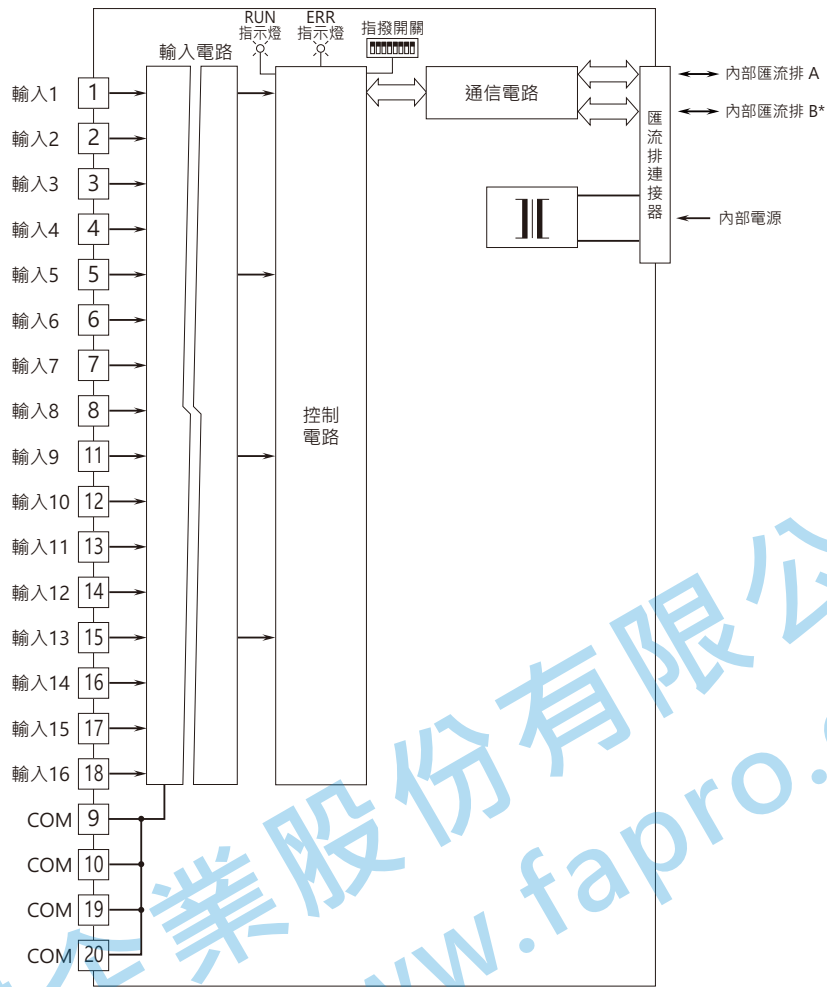 RUN
指示燈
ERR
指示燈
指撥開關
輸入電路
通信電路
內部匯流排 A
內部匯流排 B*
匯流排連接器
內部電源
控制
電路
輸入1 1
輸入2 2
輸入3 3
輸入4 4
輸入5 5
輸入6 6
輸入7 7
輸入8 8
輸入9 11
輸入10 12
輸入11 13
輸入12 14
輸入13 15
輸入14 16
輸入15 17
輸入16 18
COM 9
COM 10
COM 19
COM 20
企業股份有限公
www.fapro.